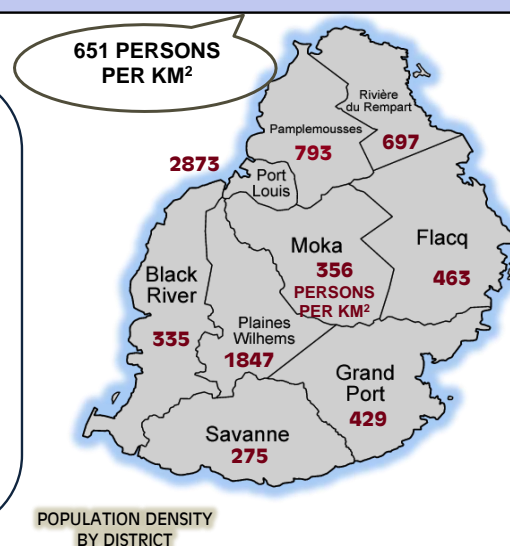 651 PERSONS
PER KM²
Rivière
du Rempart
697
Pamplemousses
793
2873
Port
Louis
Moka
356
PERSONS
PER KM²
Flacq
463
Black
River
335
Plaines
Wilhems
1847
Grand
Port
429
Savanne
275
POPULATION DENSITY
BY DISTRICT